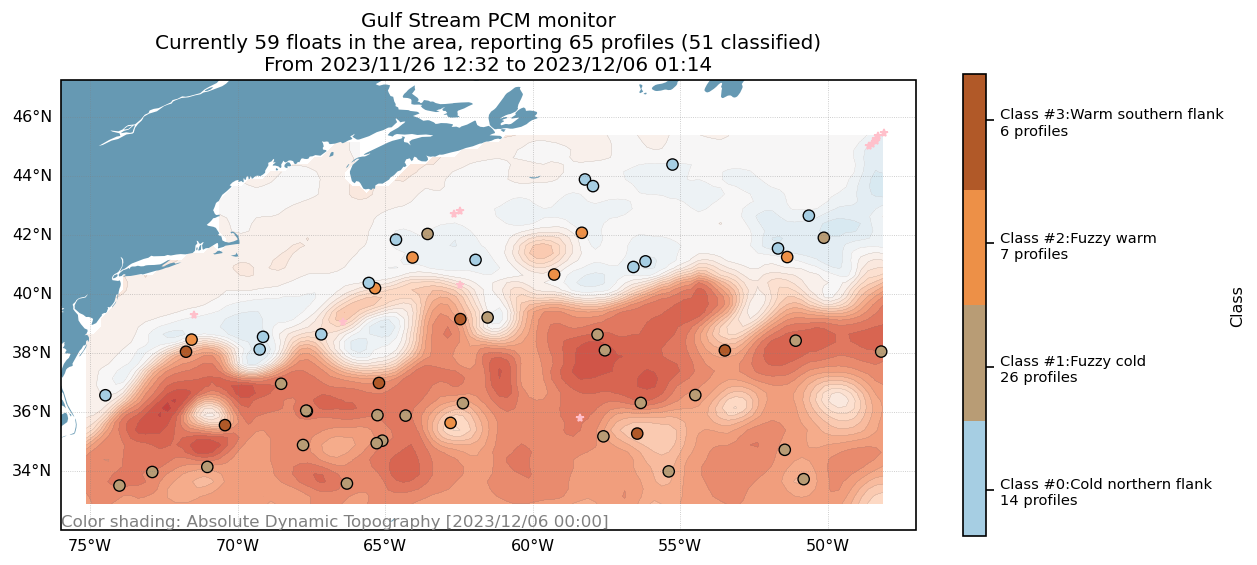 Gulf Stream PCM monitor
Currently 59 floats in the area, reporting 65 profiles (51 classified)
From 2023/11/26 12:32 to 2023/12/06 01:14
46°N
44°N
42°N
40°N
38°N
36°N
34°N
Color shading: Absolute Dynamic Topography [2023/12/06 00:00]
75°W
70°W
65°W
60°W
55°W
50°W
Class #3:Warm southern flank
6 profiles
Class #2:Fuzzy warm
7 profiles
Class #1:Fuzzy cold
26 profiles
Class #0:Cold northern flank
14 profiles
Class